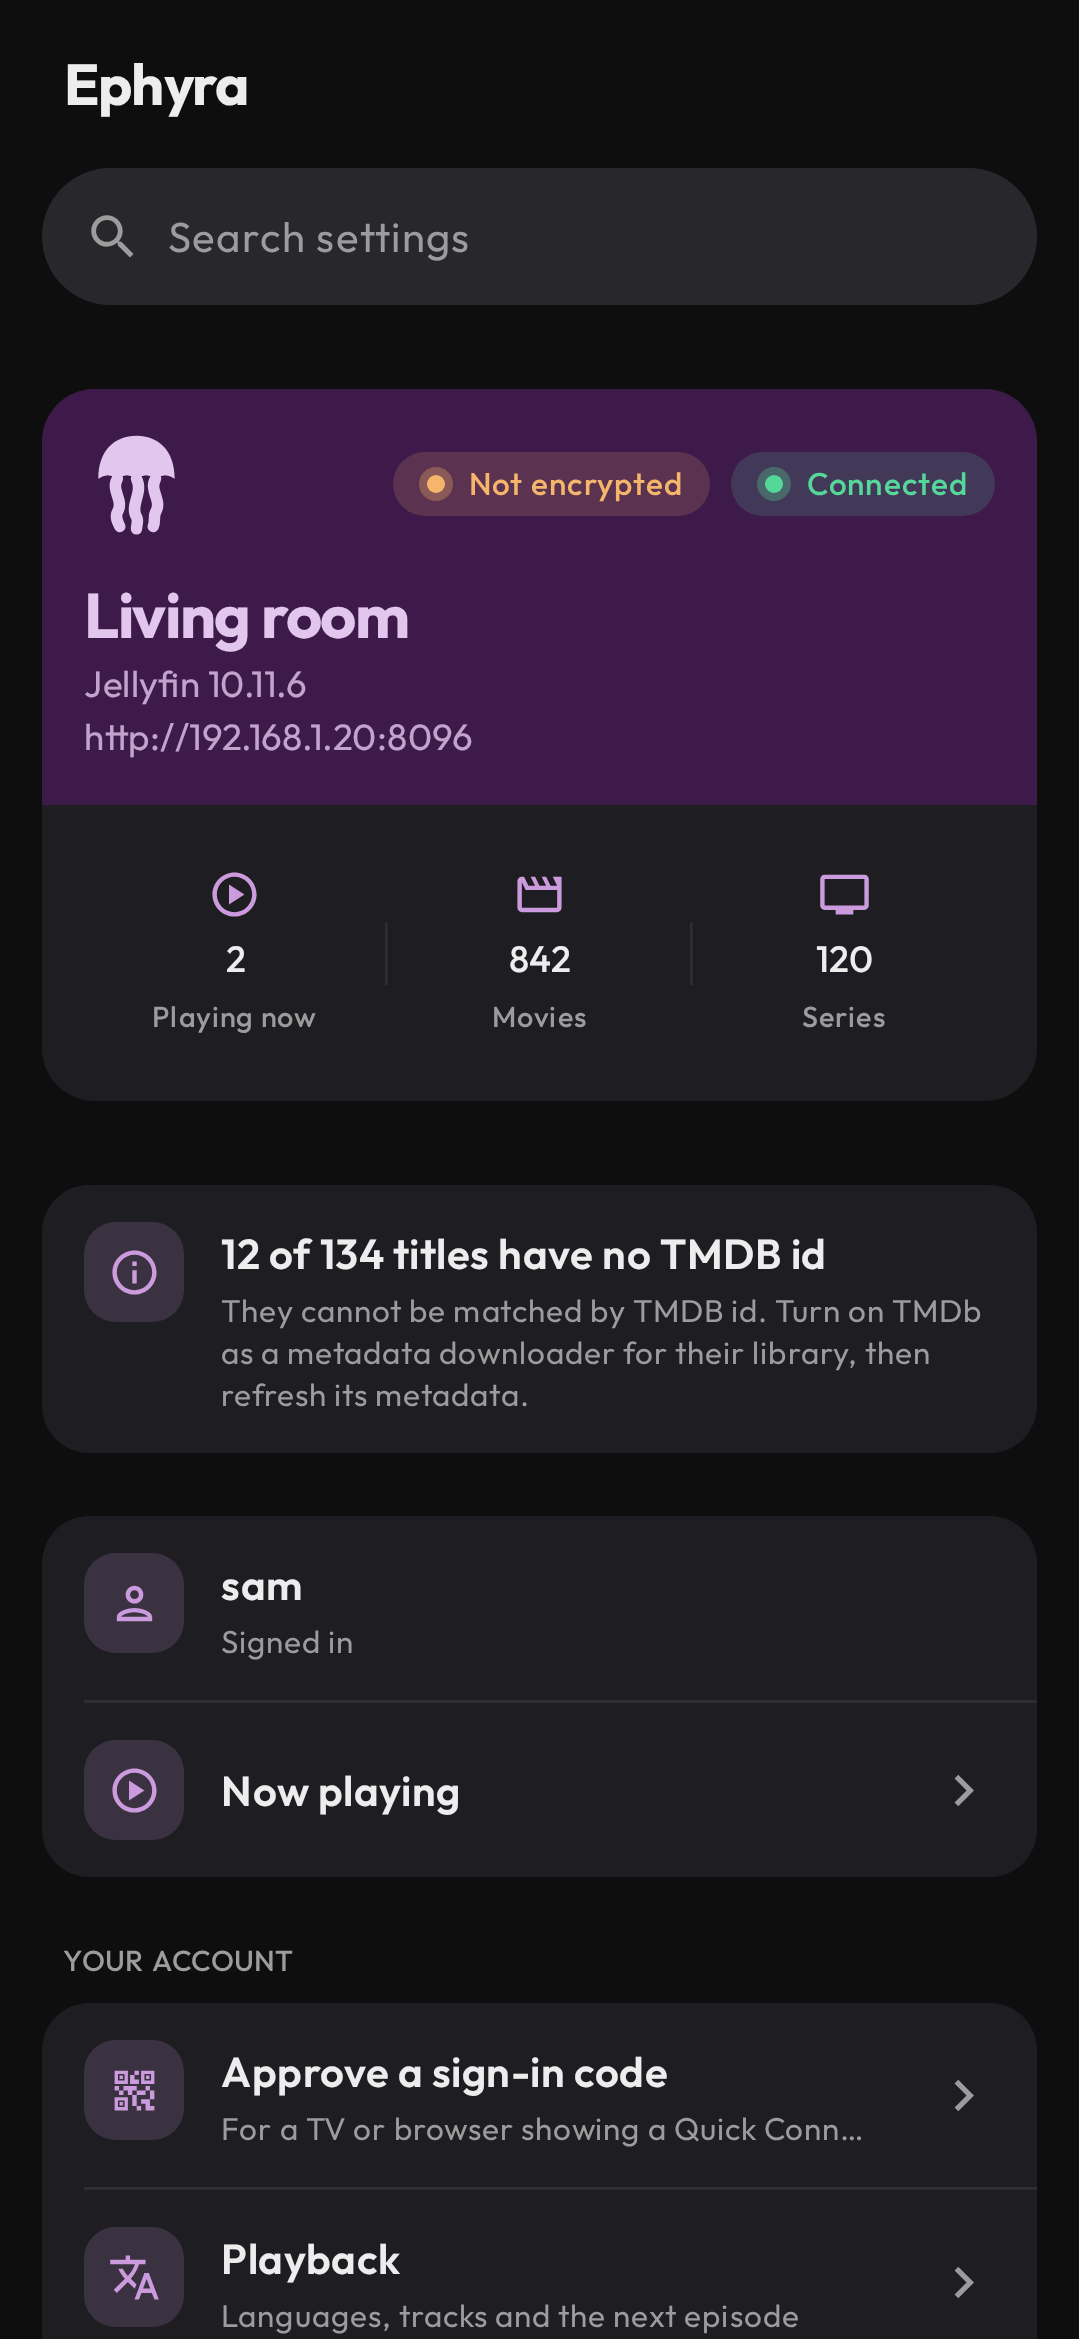 Ephyra
Search settings
Not encrypted
Connected
Living room
Jellyfin 10.11.6
http://192.168.1.20:8096
2
842
120
Playing now
Movies
Series
12 of 134 titles have no TMDB id
They cannot be matched by TMDB id. Turn on TMDb
as a metadata downloader for their library, then
refresh its metadata.
sam
Signed in
Now playing
YOUR ACCOUNT
Approve a sign-in code
For a TV or browser showing a Quick Conn…
Playback
Languages, tracks and the next episode